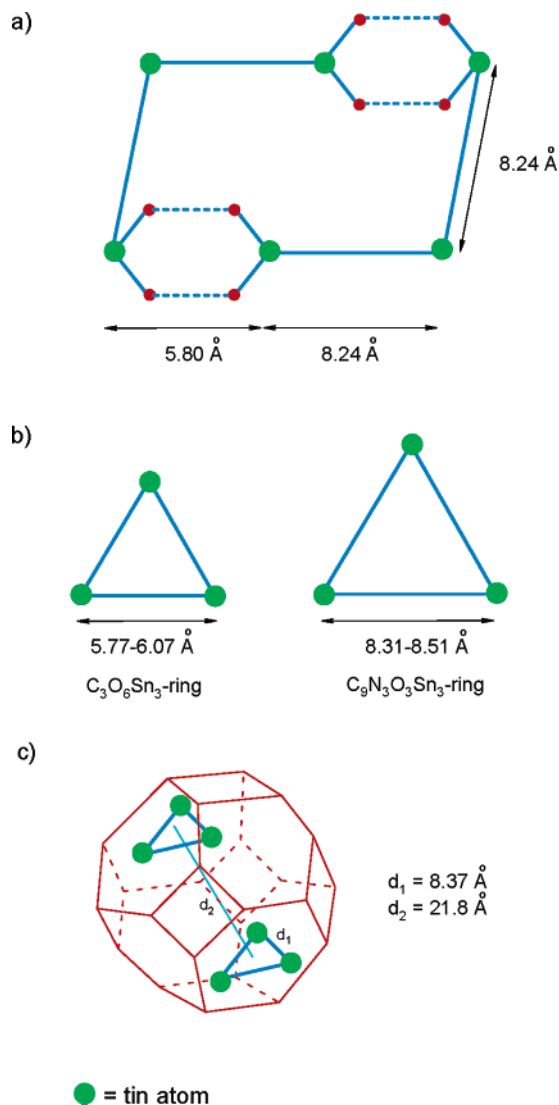 a)
8.24 Å
5.80 Å 8.24 Å
b)
5.77-6.07 Å 8.31-8.51 Å
C₃O₆Sn₃-ring C₉N₃O₃Sn₃-ring
c)
d₂
d₁
d₁ = 8.37 Å
d₂ = 21.8 Å
= tin atom